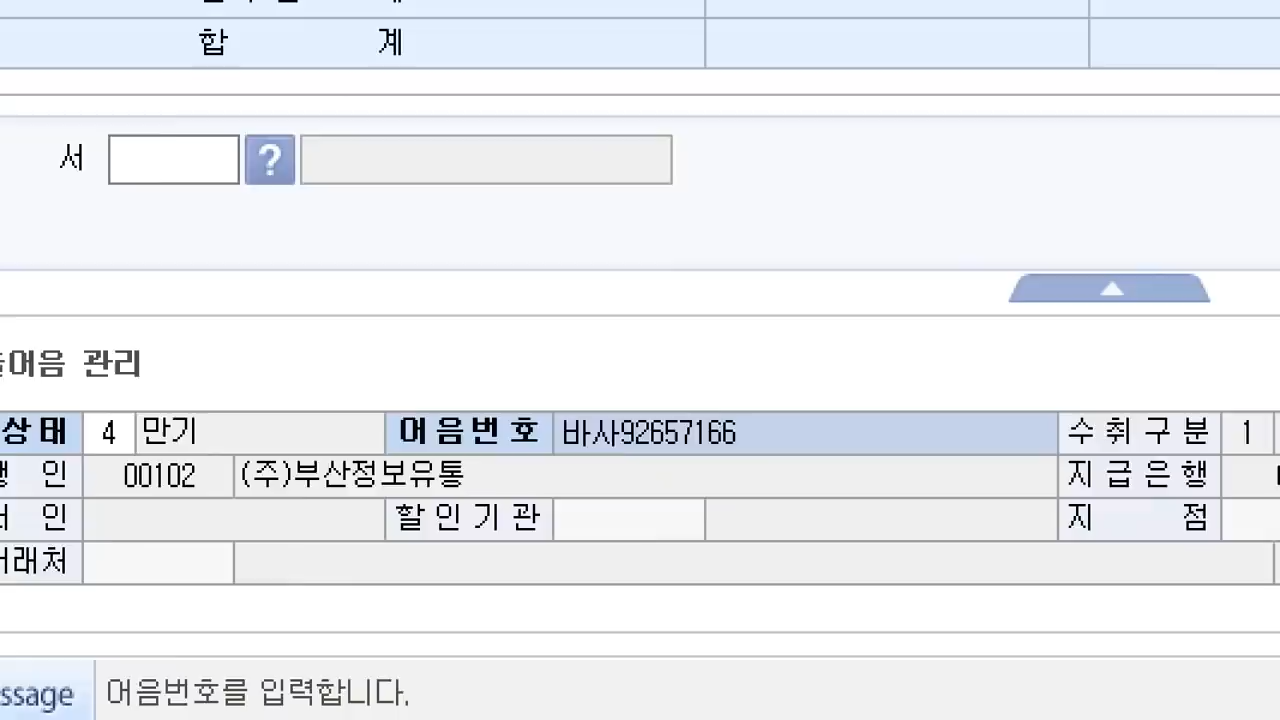 합 계
서 ?
관리
상태 4 만기 어음번호 바사92657166 수취구분 1
인 00102 (주)부산정보유통 지급은행
인 할인기관 지 점
래처
어음번호를 입력합니다.